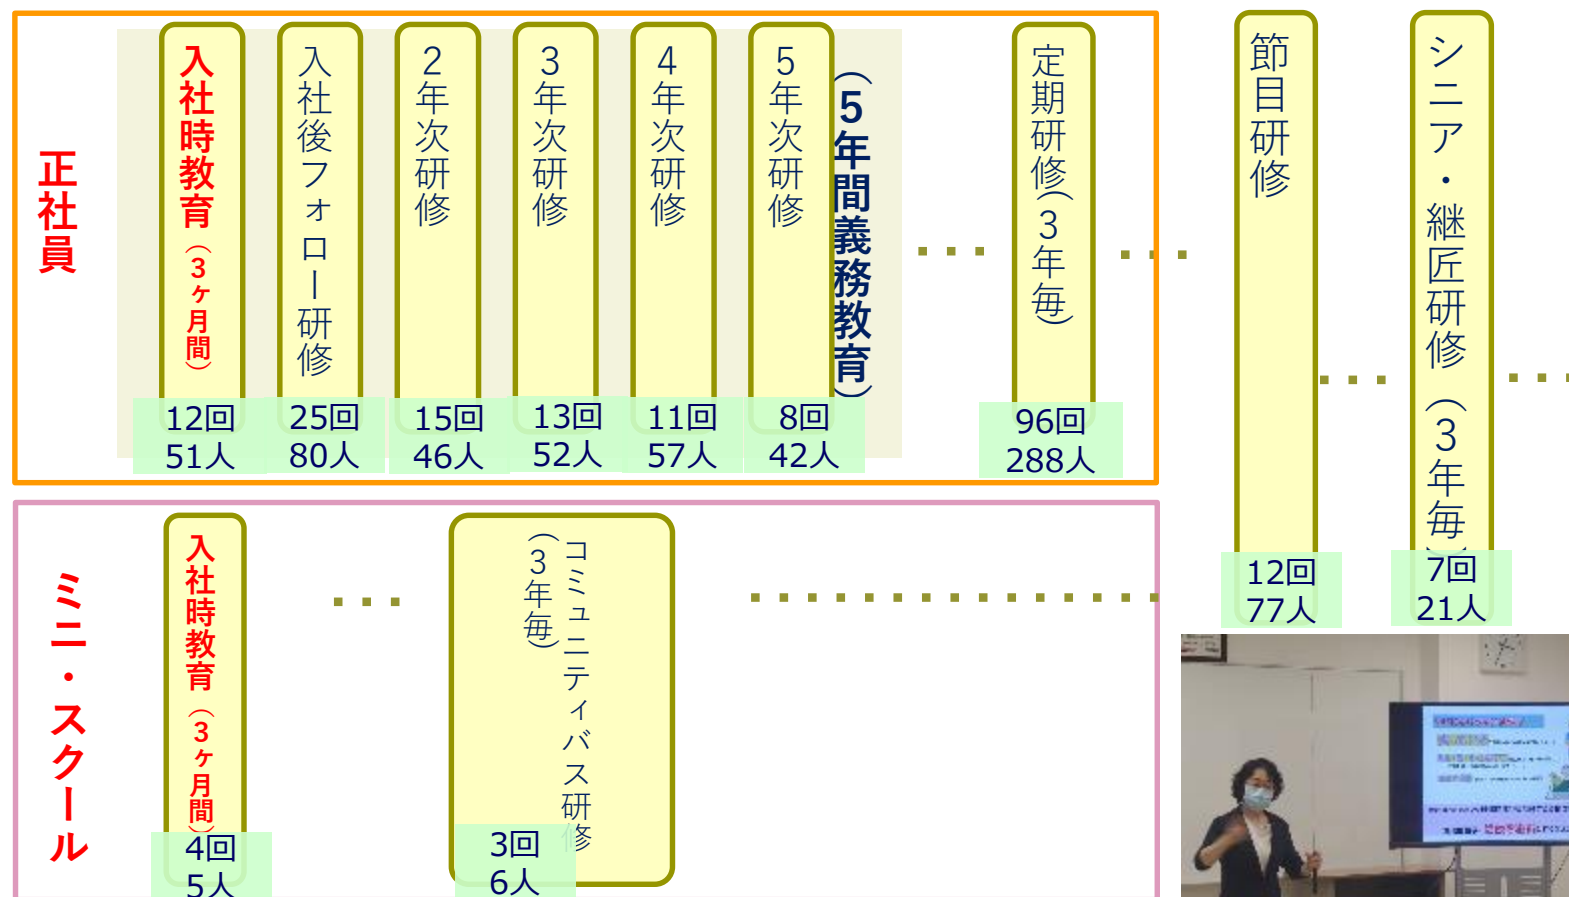 正社員
入社時教育（３ヶ月間）
12回
51人
入社後フォロー研修
25回
80人
２年次研修
15回
46人
３年次研修
13回
52人
４年次研修
11回
57人
５年次研修
8回
42人
（５年間義務教育）
定期研修（３年毎）
96回
288人
節目研修
12回
77人
シニア・継匠研修（３年毎）
7回
21人
ミニ・スクール
入社時教育（３ヶ月間）
4回
5人
コミュニティバス研修
（３年毎）
3回
6人